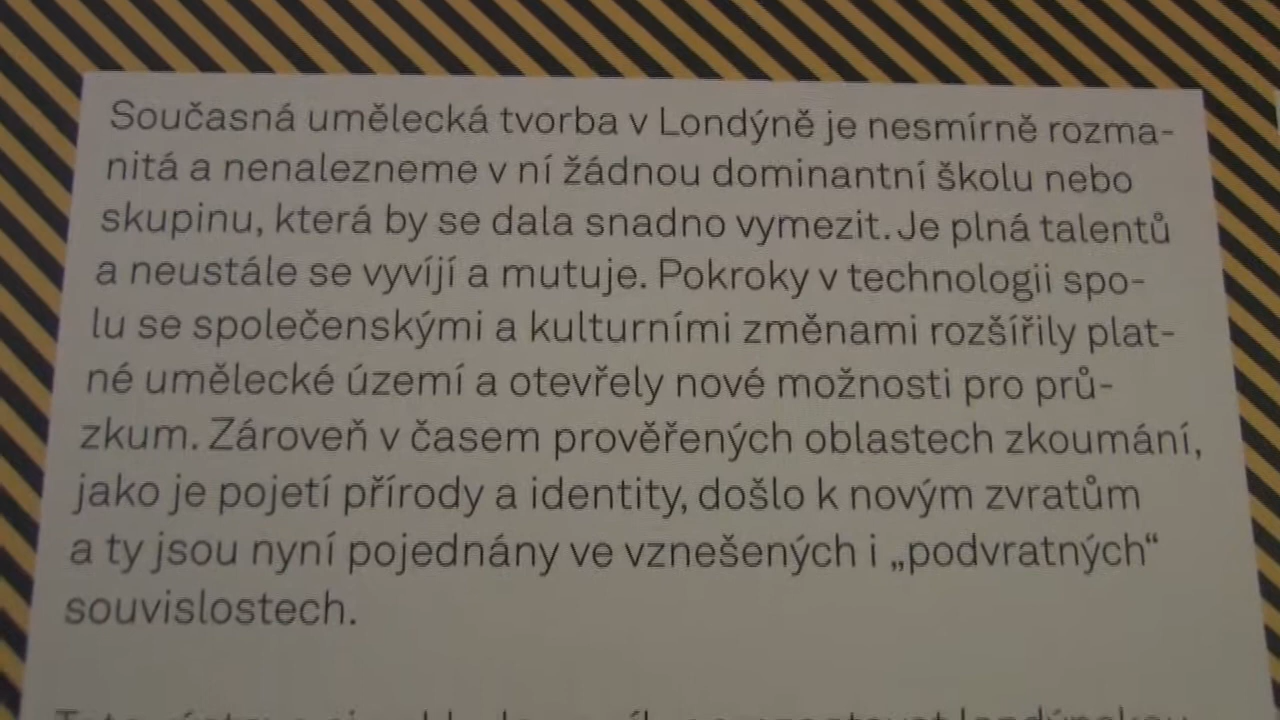 Současná umělecká tvorba v Londýně je nesmírně rozma-
nitá a nenalezneme v ní žádnou dominantní školu nebo
skupinu, která by se dala snadno vymezit. Je plná talentů
a neustále se vyvíjí a mutuje. Pokroky v technologii spo-
lu se společenskými a kulturními změnami rozšířily plat-
né umělecké území a otevřely nové možnosti pro prů-
zkum. Zároveň v časem prověřených oblastech zkoumání,
jako je pojetí přírody a identity, došlo k novým zvratům
a ty jsou nyní pojednány ve vznešených i „podvratných“
souvislostech.